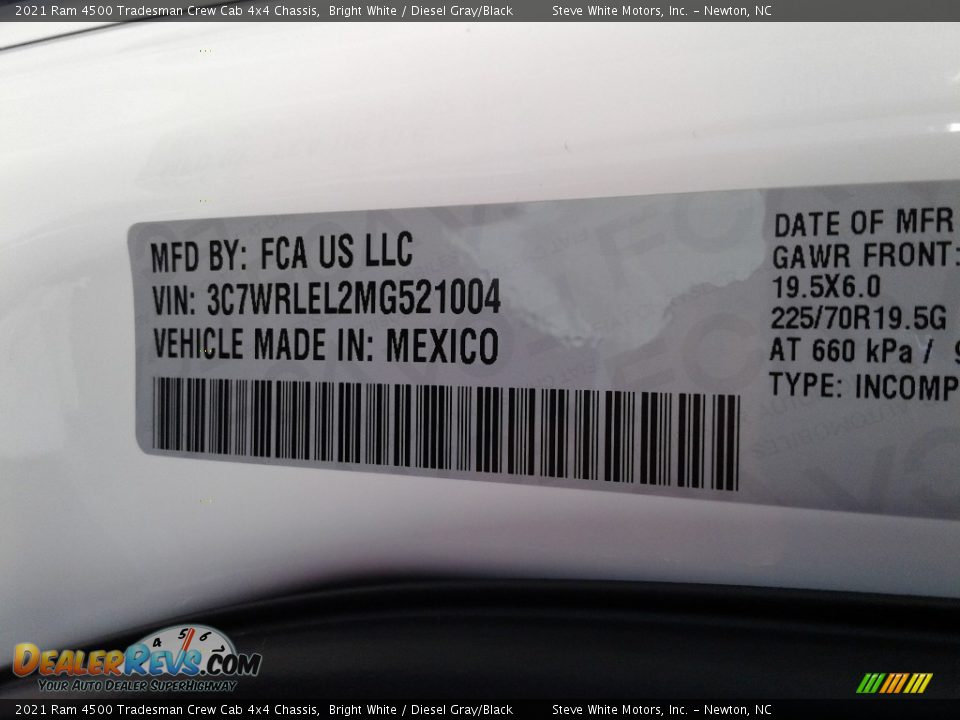 2021 Ram 4500 Tradesman Crew Cab 4x4 Chassis, Bright White / Diesel Gray/Black Steve White Motors, Inc. – Newton, NC
MFD BY: FCA US LLC
VIN: 3C7WRLEL2MG521004
VEHICLE MADE IN: MEXICO
DATE OF MFR
GAWR FRONT:
19.5X6.0
225/70R19.5G
AT 660 kPa /
TYPE: INCOMP
4 5 6
DEALERREVS.COM
YOUR AUTO DEALER SUPERHIGHWAY
2021 Ram 4500 Tradesman Crew Cab 4x4 Chassis, Bright White / Diesel Gray/Black Steve White Motors, Inc. – Newton, NC